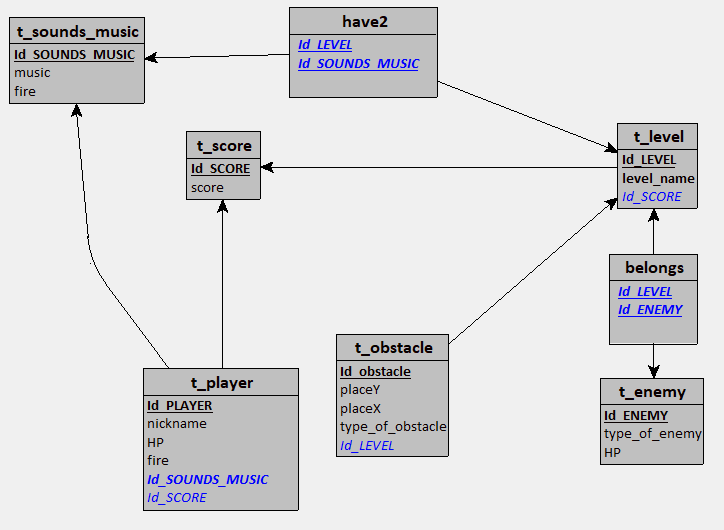 t_sounds_music
Id_SOUNDS_MUSIC
music
fire
have2
Id_LEVEL
Id_SOUNDS_MUSIC
t_score
Id_SCORE
score
t_level
Id_LEVEL
level_name
Id_SCORE
belongs
Id_LEVEL
Id_ENEMY
t_player
Id_PLAYER
nickname
HP
fire
Id_SOUNDS_MUSIC
Id_SCORE
t_obstacle
Id_obstacle
placeY
placeX
type_of_obstacle
Id_LEVEL
t_enemy
Id_ENEMY
type_of_enemy
HP